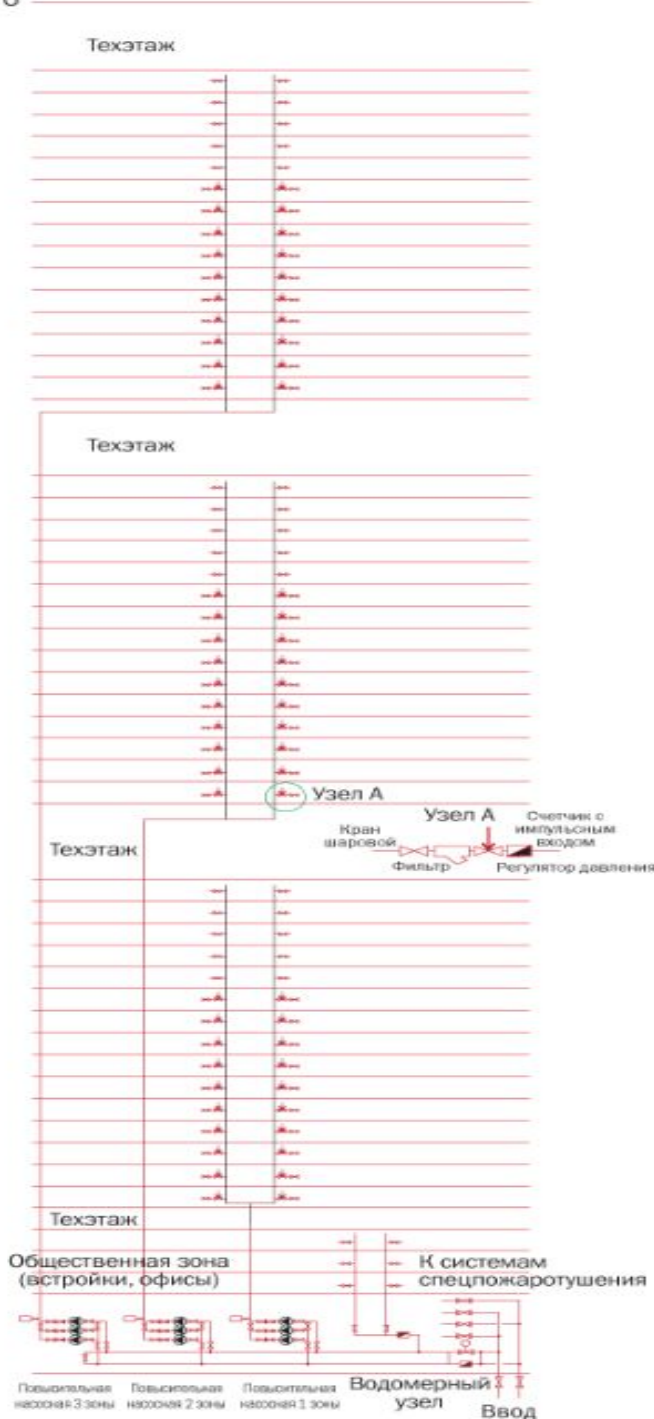 Техэтаж
Техэтаж
Узел А
Узел А
Кран
шаровой
Счетчик с
импульсным
входом
Фильтр
Регулятор давления
Техэтаж
Техэтаж
Общественная зона
(встройки, офисы)
К системам
спецпожаротушения
Повысительная
насосная 3 зоны
Повысительная
насосная 2 зоны
Повысительная
насосная 1 зоны
Водомерный
узел
Ввод